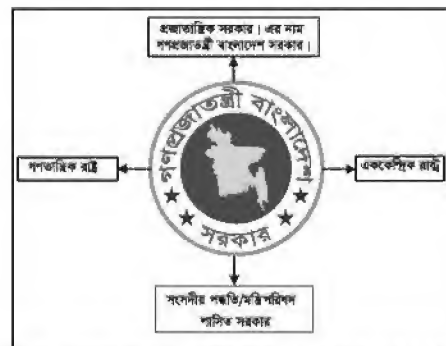 প্রজাতান্ত্রিক সরকার। এর নাম
গণপ্রজাতন্ত্রী বাংলাদেশ সরকার।
গণপ্রজাতন্ত্রী বাংলাদেশ
গণতান্ত্রিক রাষ্ট্র
এককেন্দ্রিক রাষ্ট্র
সরকার
সংসদীয় পদ্ধতি/মন্ত্রিপরিষদ
শাসিত সরকার